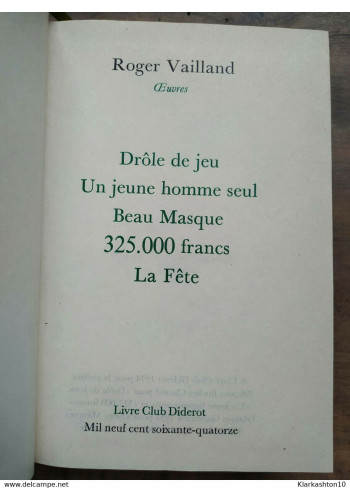 Roger Vailland
Œuvres
Drôle de jeu
Un jeune homme seul
Beau Masque
325.000 francs
La Fête
Livre Club Diderot
Mil neuf cent soixante-quatorze
delcampe.net
Klarkashton10